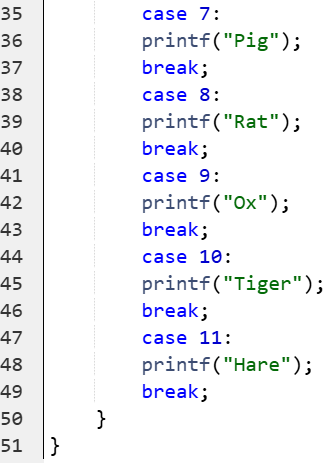 35 case 7:
36 printf("Pig");
37 break;
38 case 8:
39 printf("Rat");
40 break;
41 case 9:
42 printf("Ox");
43 break;
44 case 10:
45 printf("Tiger");
46 break;
47 case 11:
48 printf("Hare");
49 break;
50 }
51 }